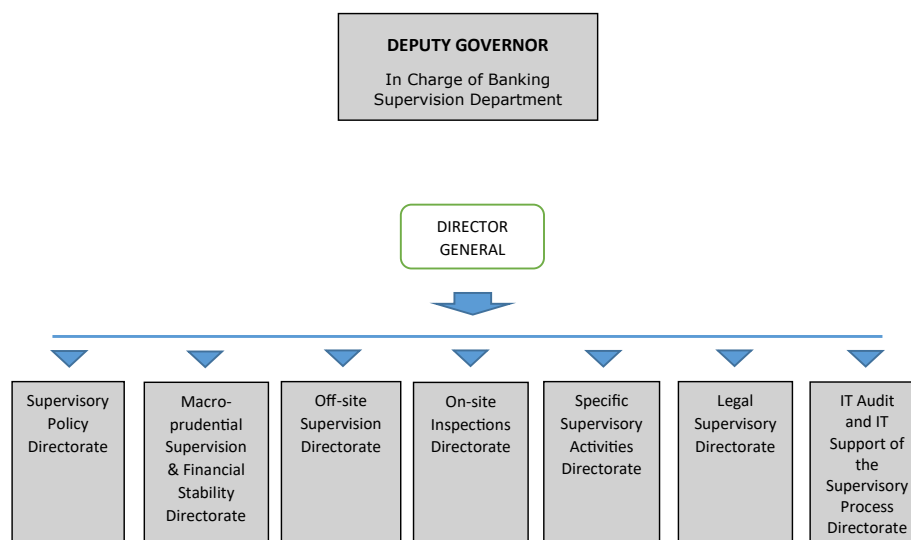 DEPUTY GOVERNOR
In Charge of Banking
Supervision Department
DIRECTOR
GENERAL
Supervisory
Policy
Directorate
Macro-
prudential
Supervision
& Financial
Stability
Directorate
Off-site
Supervision
Directorate
On-site
Inspections
Directorate
Specific
Supervisory
Activities
Directorate
Legal
Supervisory
Directorate
IT Audit
and IT
Support of
the
Supervisory
Process
Directorate